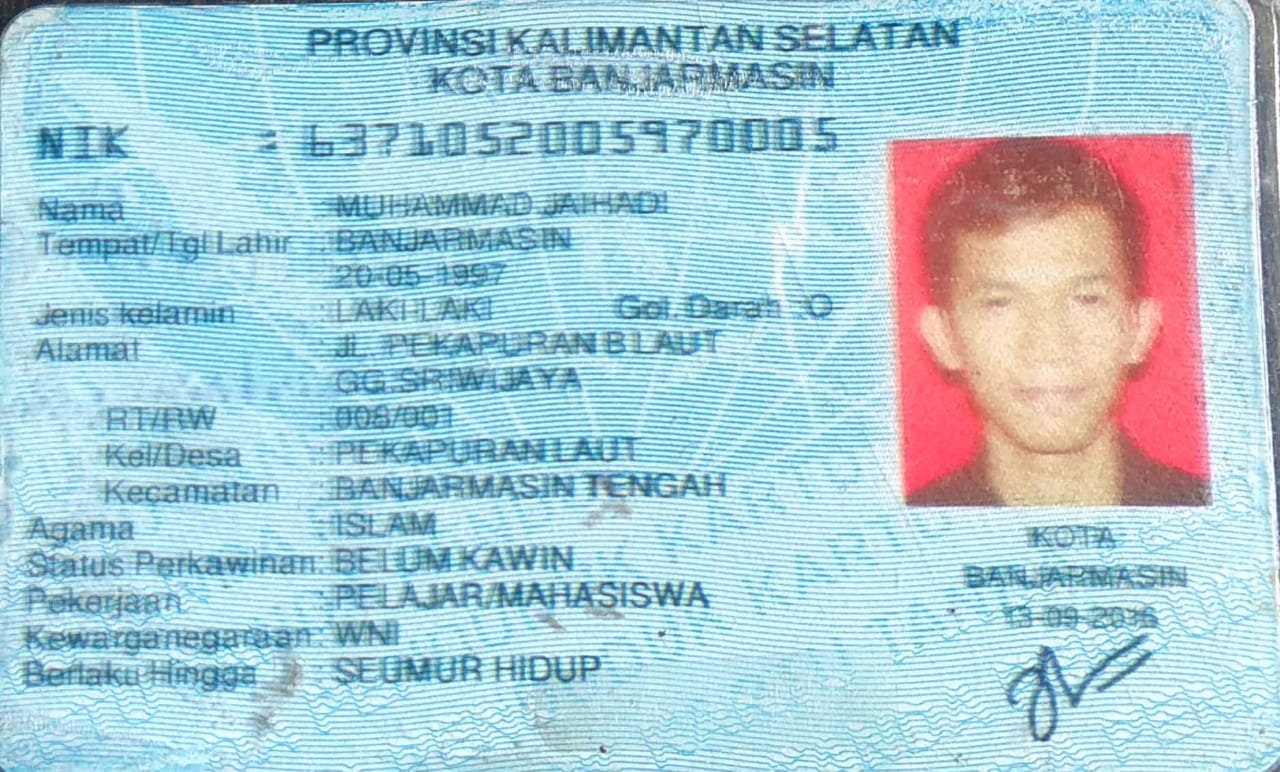 PROVINSI KALIMANTAN SELATAN
KOTA BANJARMASIN
NIK : 6371052005970005
Nama : MUHAMMAD JAIHADI
Tempat/Tgl Lahir : BANJARMASIN
20-05-1997
Jenis kelamin : LAKI-LAKI Gol. Darah :O
Alamat : JL. PEKAPURAN B LAUT
GG.SRIWIJAYA
RT/RW : 006/001
Kel/Desa : PEKAPURAN LAUT
Kecamatan : BANJARMASIN TENGAH
Agama : ISLAM
Status Perkawinan: BELUM KAWIN
Pekerjaan : PELAJAR/MAHASISWA
Kewarganegaraan: WNI
Berlaku Hingga : SEUMUR HIDUP
KOTA
BANJARMASIN
13-09-2016